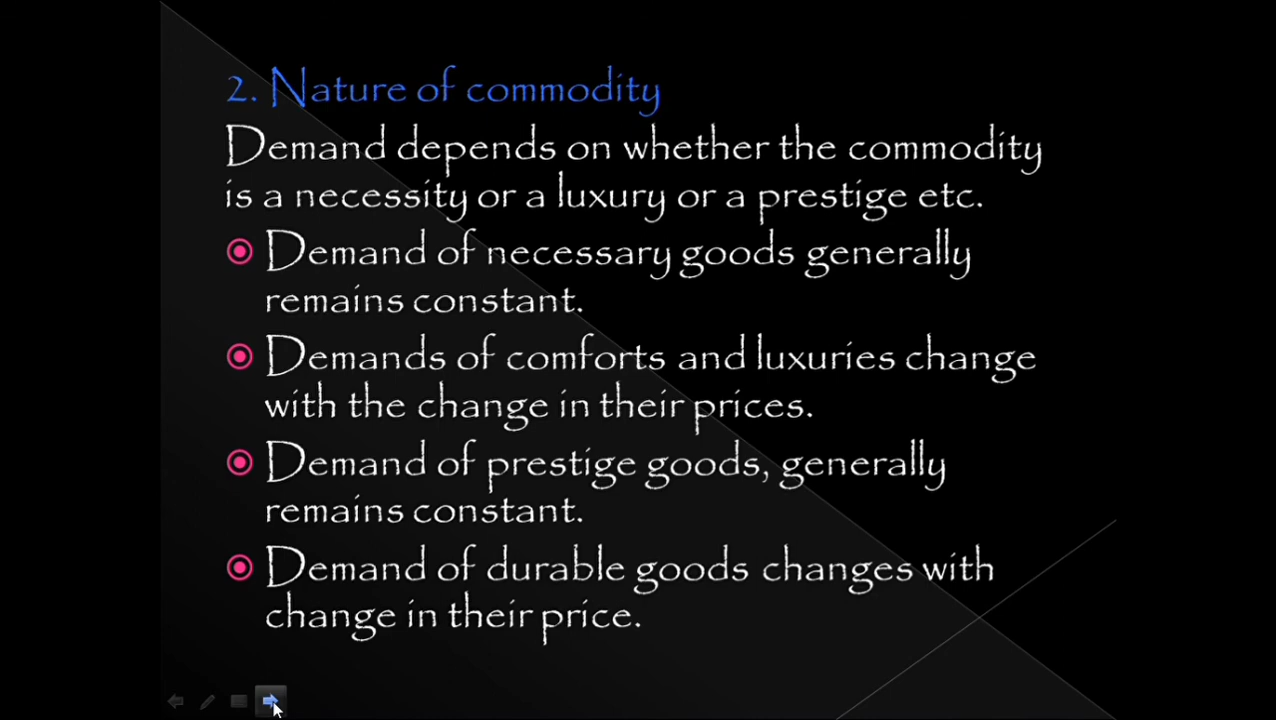 2. Nature of commodity
Demand depends on whether the commodity
is a necessity or a luxury or a prestige etc.
Demand of necessary goods generally
remains constant.
Demands of comforts and luxuries change
with the change in their prices.
Demand of prestige goods, generally
remains constant.
Demand of durable goods changes with
change in their price.